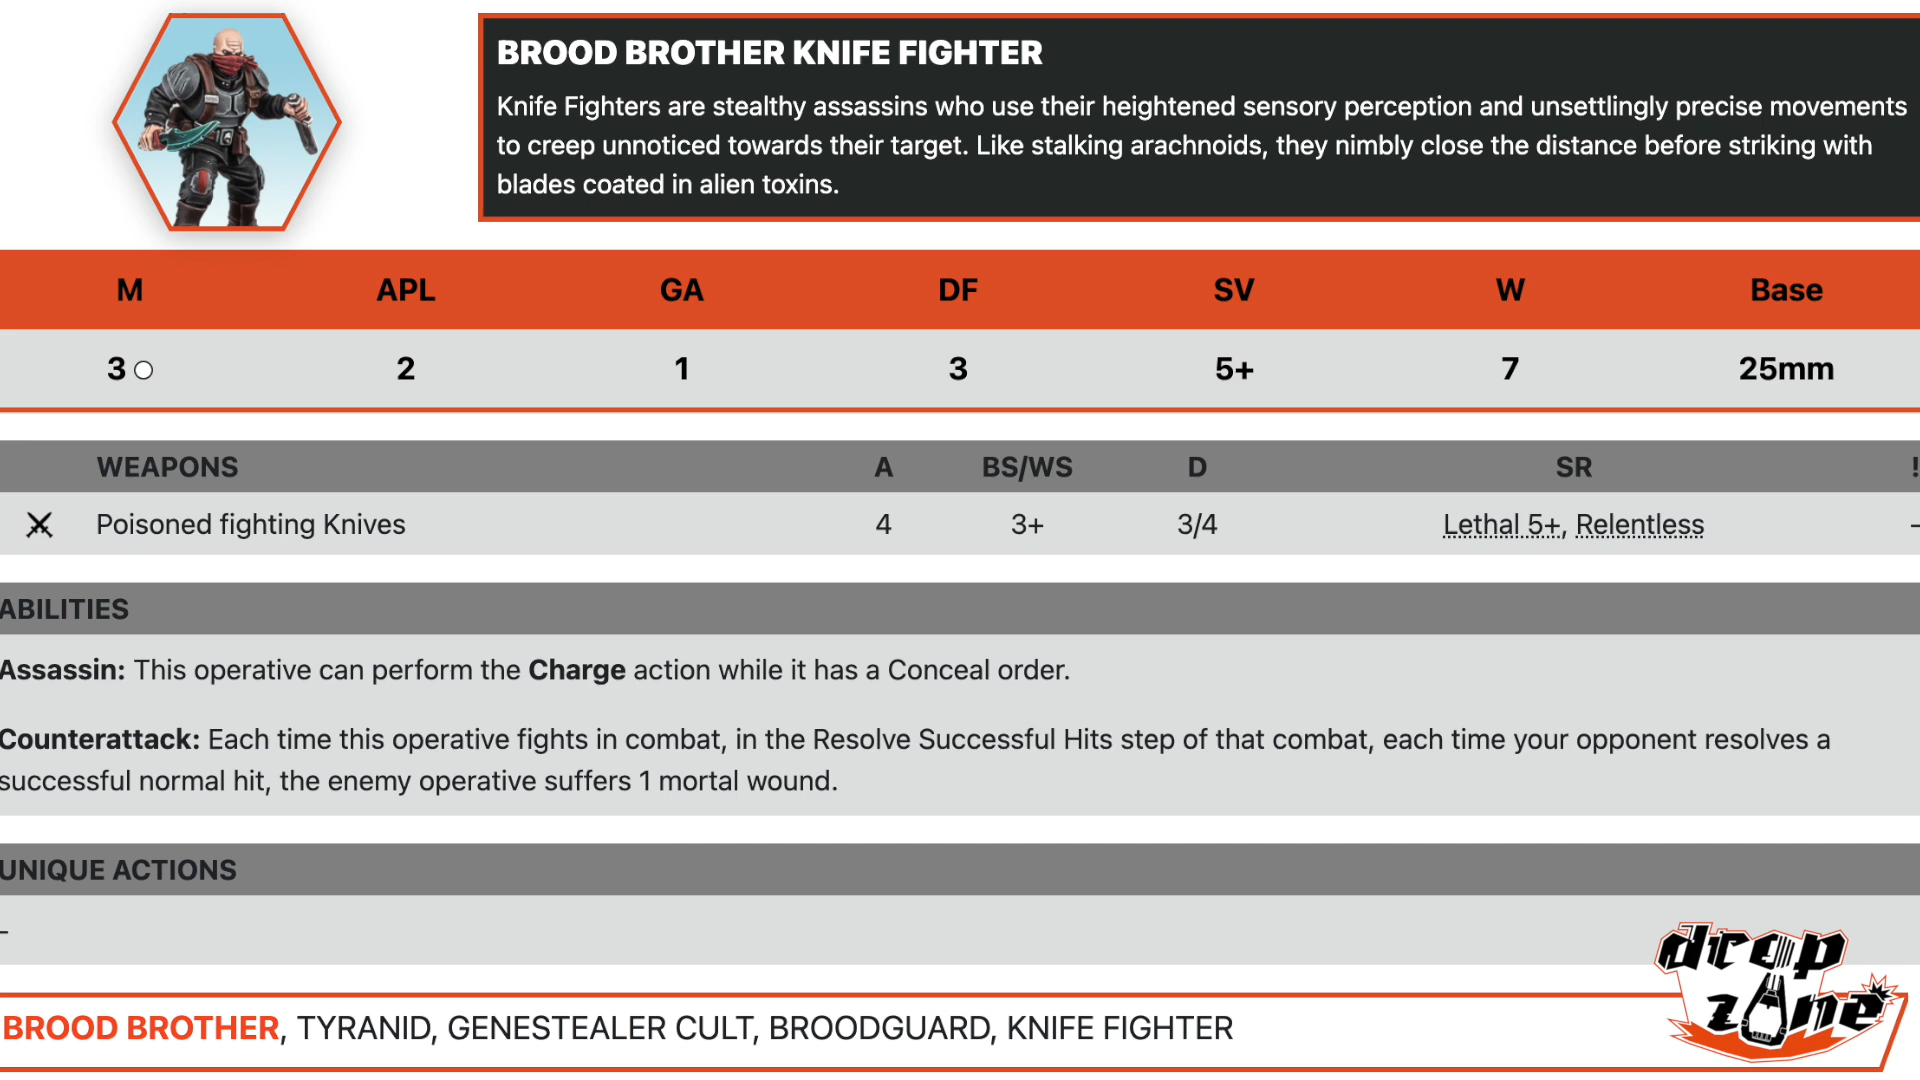 BROOD BROTHER KNIFE FIGHTER
Knife Fighters are stealthy assassins who use their heightened sensory perception and unsettlingly precise movements
to creep unnoticed towards their target. Like stalking arachnoids, they nimbly close the distance before striking with
blades coated in alien toxins.
M APL GA DF SV W Base
3 2 1 3 5+ 7 25mm
WEAPONS A BS/WS D SR !
Poisoned fighting Knives 4 3+ 3/4 Lethal 5+, Relentless –
ABILITIES
Assassin: This operative can perform the Charge action while it has a Conceal order.
Counterattack: Each time this operative fights in combat, in the Resolve Successful Hits step of that combat, each time your opponent resolves a
successful normal hit, the enemy operative suffers 1 mortal wound.
UNIQUE ACTIONS
–
drop
zone
BROOD BROTHER, TYRANID, GENESTEALER CULT, BROODGUARD, KNIFE FIGHTER